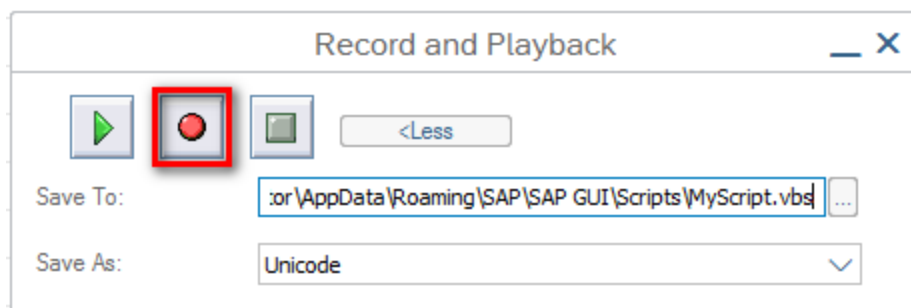 Record and Playback
<Less
Save To: :or\AppData\Roaming\SAP\SAP GUI\Scripts\MyScript.vbs ...
Save As: Unicode